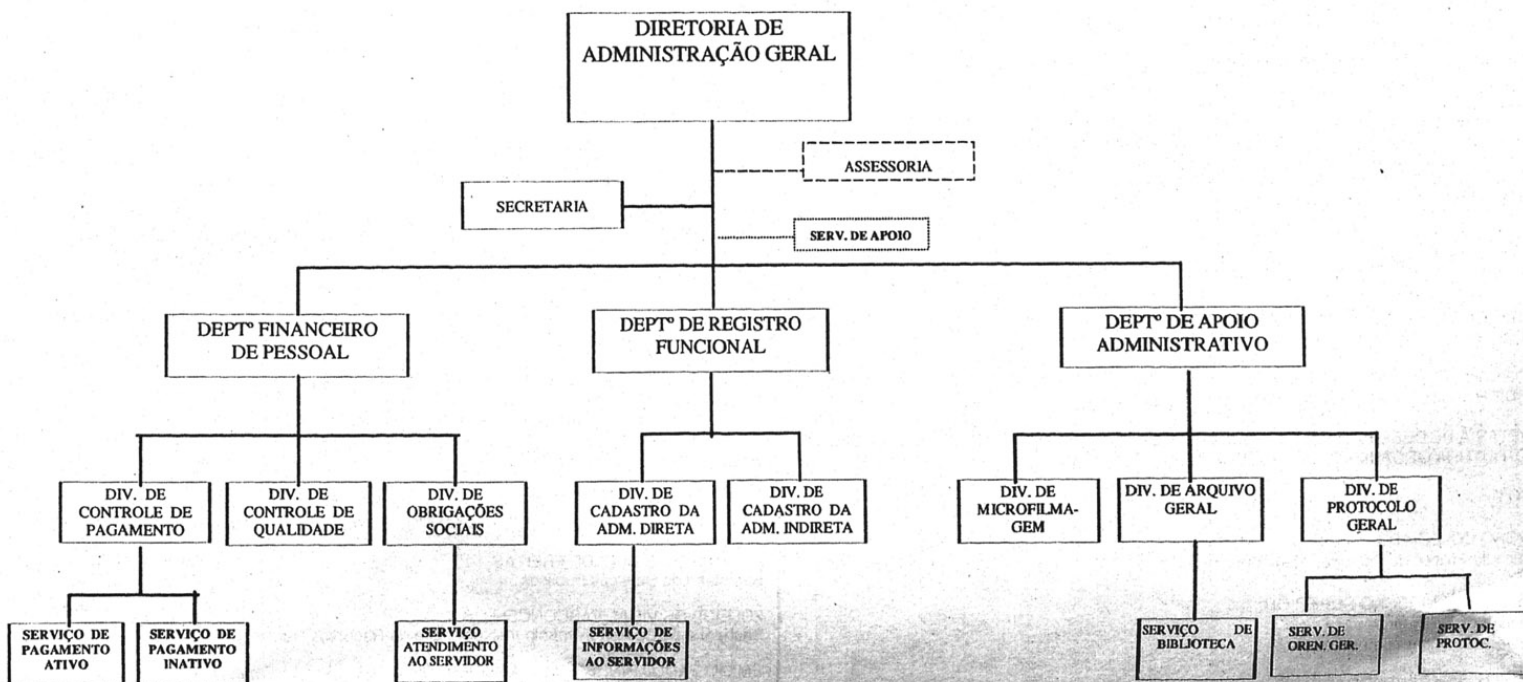 DIRETORIA DE
ADMINISTRAÇÃO GERAL
ASSESSORIA
SECRETARIA
SERV. DE APOIO
DEPTº FINANCEIRO
DE PESSOAL
DEPTº DE REGISTRO
FUNCIONAL
DEPTº DE APOIO
ADMINISTRATIVO
DIV. DE
CONTROLE DE
PAGAMENTO
DIV. DE
CONTROLE DE
QUALIDADE
DIV. DE
OBRIGAÇÕES
SOCIAIS
DIV. DE
CADASTRO DA
ADM. DIRETA
DIV. DE
CADASTRO DA
ADM. INDIRETA
DIV. DE
MICROFILMA-
GEM
DIV. DE ARQUIVO
GERAL
DIV. DE
PROTOCOLO
GERAL
SERVIÇO DE
PAGAMENTO
ATIVO
SERVIÇO DE
PAGAMENTO
INATIVO
SERVIÇO
ATENDIMENTO
AO SERVIDOR
SERVIÇO DE
INFORMAÇÕES
AO SERVIDOR
SERVIÇO DE
BIBLIOTECA
SERV. DE
OREN. GER.
SERV. DE
PROTOC.